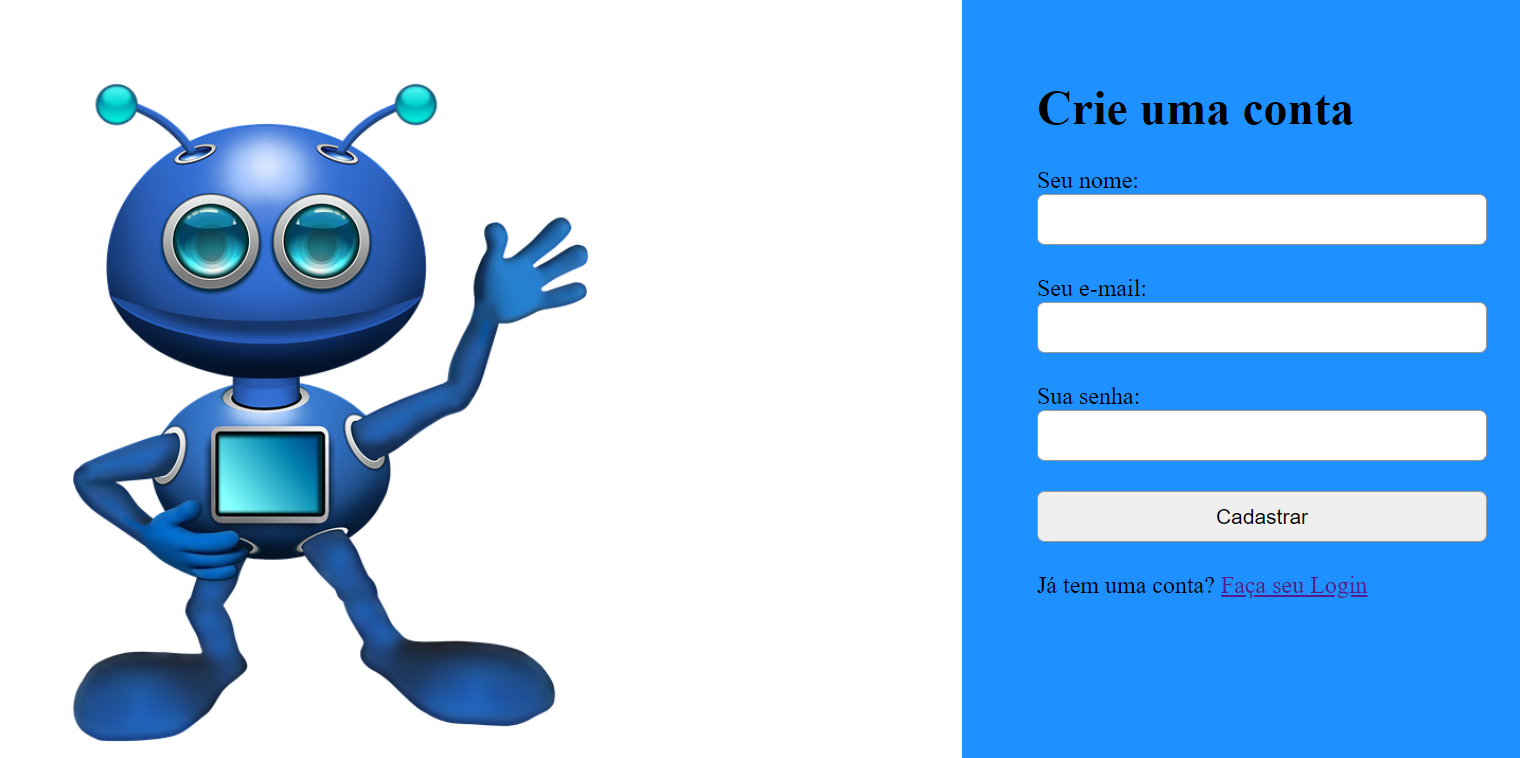 Crie uma conta
Seu nome:
Seu e-mail:
Sua senha:
Cadastrar
Já tem uma conta? Faça seu Login